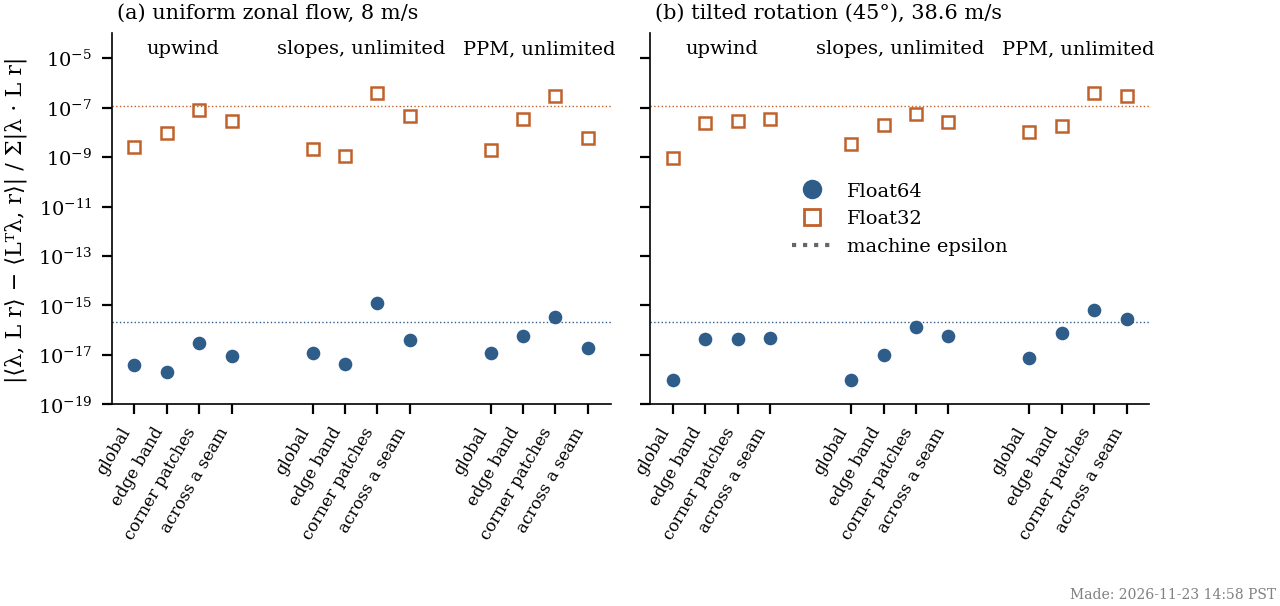 (a) uniform zonal flow, 8 m/s
(b) tilted rotation (45°), 38.6 m/s
upwind
slopes, unlimited
PPM, unlimited
upwind
slopes, unlimited
PPM, unlimited
|⟨λ, L r⟩ − ⟨Lᵀλ, r⟩| / Σ|λ · L r|
10⁻⁵
10⁻⁷
10⁻⁹
10⁻¹¹
10⁻¹³
10⁻¹⁵
10⁻¹⁷
10⁻¹⁹
Float64
Float32
machine epsilon
global
edge band
corner patches
across a seam
global
edge band
corner patches
across a seam
global
edge band
corner patches
across a seam
global
edge band
corner patches
across a seam
global
edge band
corner patches
across a seam
global
edge band
corner patches
across a seam
Made: 2026-11-23 14:58 PST